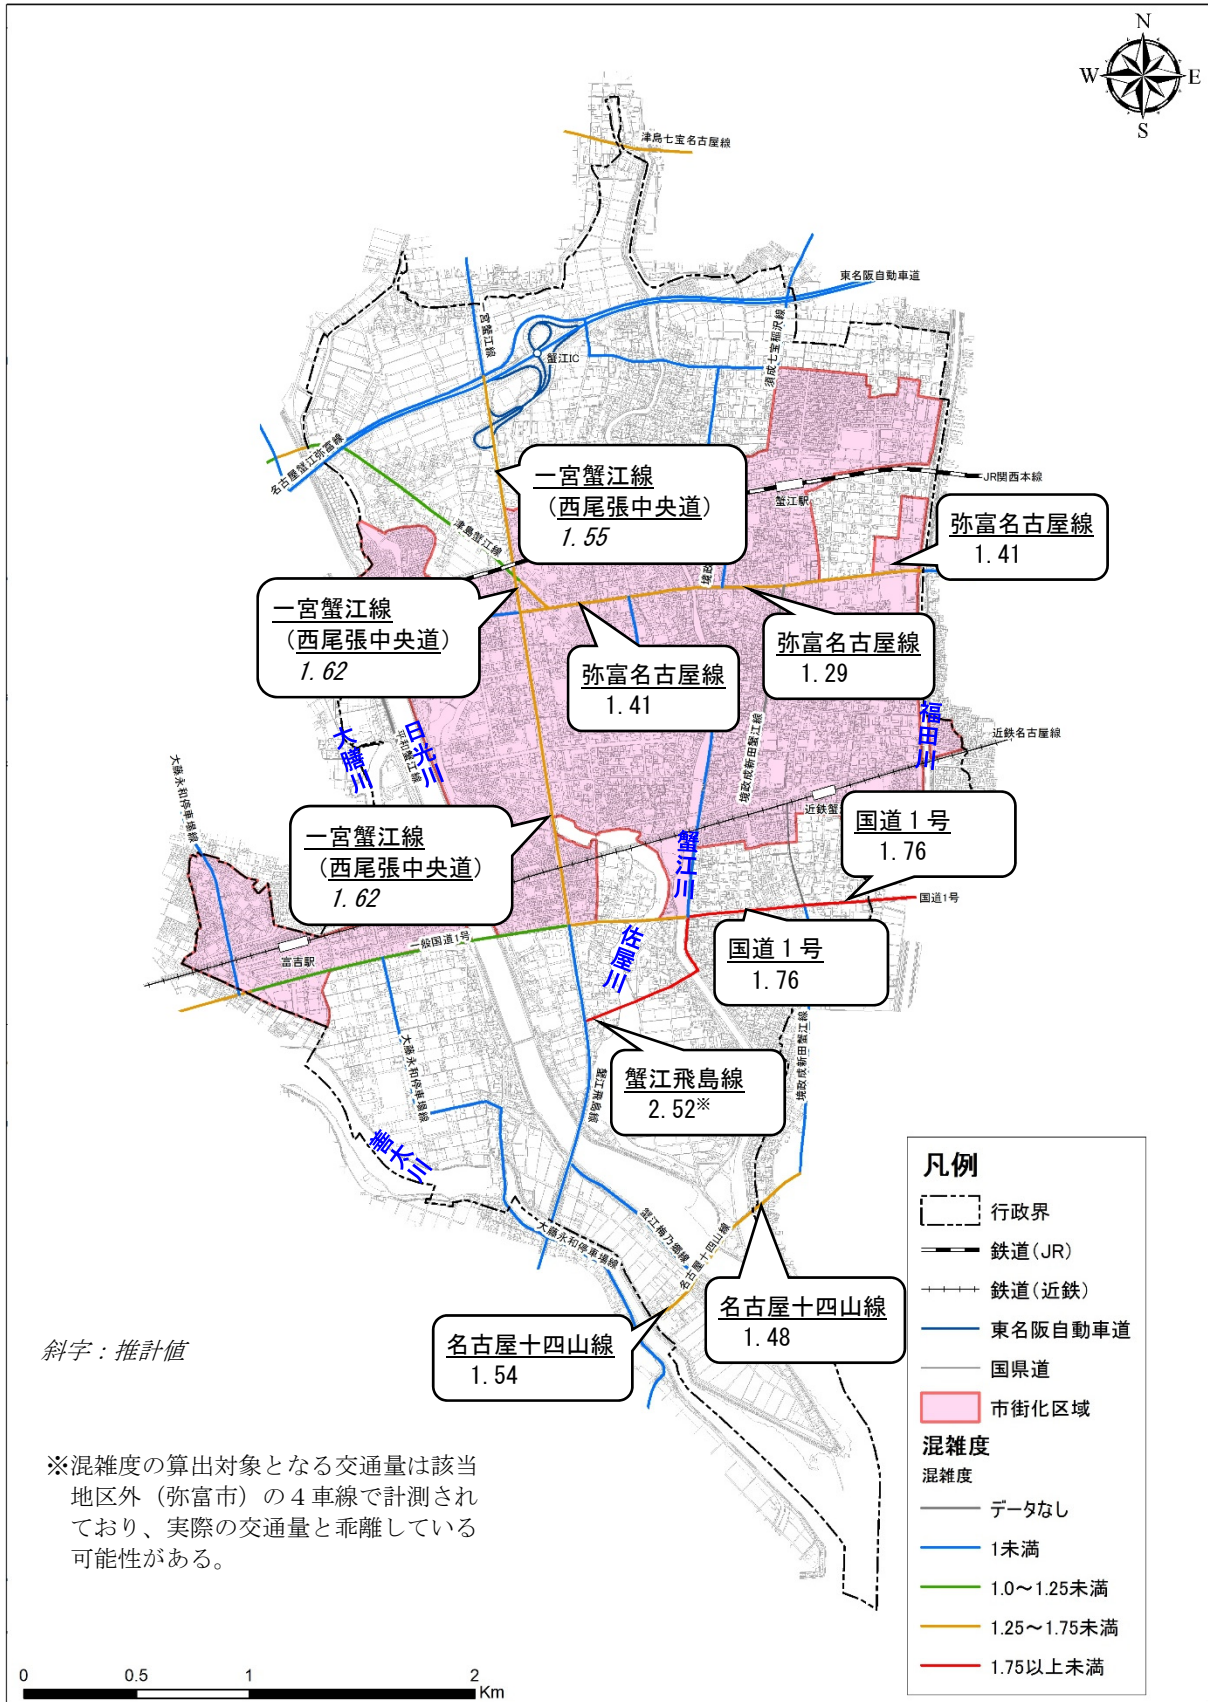 N
W E
S
津島七宝名古屋線
東名阪自動車道
一宮蟹江線
須成七宝稲沢線
蟹江IC
名古屋蟹江弥富線
一宮蟹江線
（西尾張中央道）
1.55
JR関西本線
蟹江駅
弥富名古屋線
1.41
津島蟹江線
境政
一宮蟹江線
（西尾張中央道）
1.62
弥富名古屋線
1.41
弥富名古屋線
1.29
福田川
近鉄名古屋線
大膳川
日光川
平和蟹江線
境政成新田蟹江線
大藤永和停車場線
近鉄蟹
一宮蟹江線
（西尾張中央道）
1.62
国道１号
1.76
蟹江川
国道1号
一般国道1号
富吉駅
佐屋川
国道１号
1.76
大藤永和停車場線
蟹江飛島線
境政成新田蟹江線
蟹江飛島線
2.52※
善太川
大藤永和停車場線
蟹江梅乃郷線
名古屋十四山線
名古屋十四山線
1.48
名古屋十四山線
1.54
斜字：推計値
※混雑度の算出対象となる交通量は該当
地区外（弥富市）の４車線で計測され
ており、実際の交通量と乖離している
可能性がある。
凡例
行政界
鉄道(JR)
鉄道(近鉄)
東名阪自動車道
国県道
市街化区域
混雑度
混雑度
データなし
1未満
1.0～1.25未満
1.25～1.75未満
1.75以上未満
0 0.5 1 2
Km